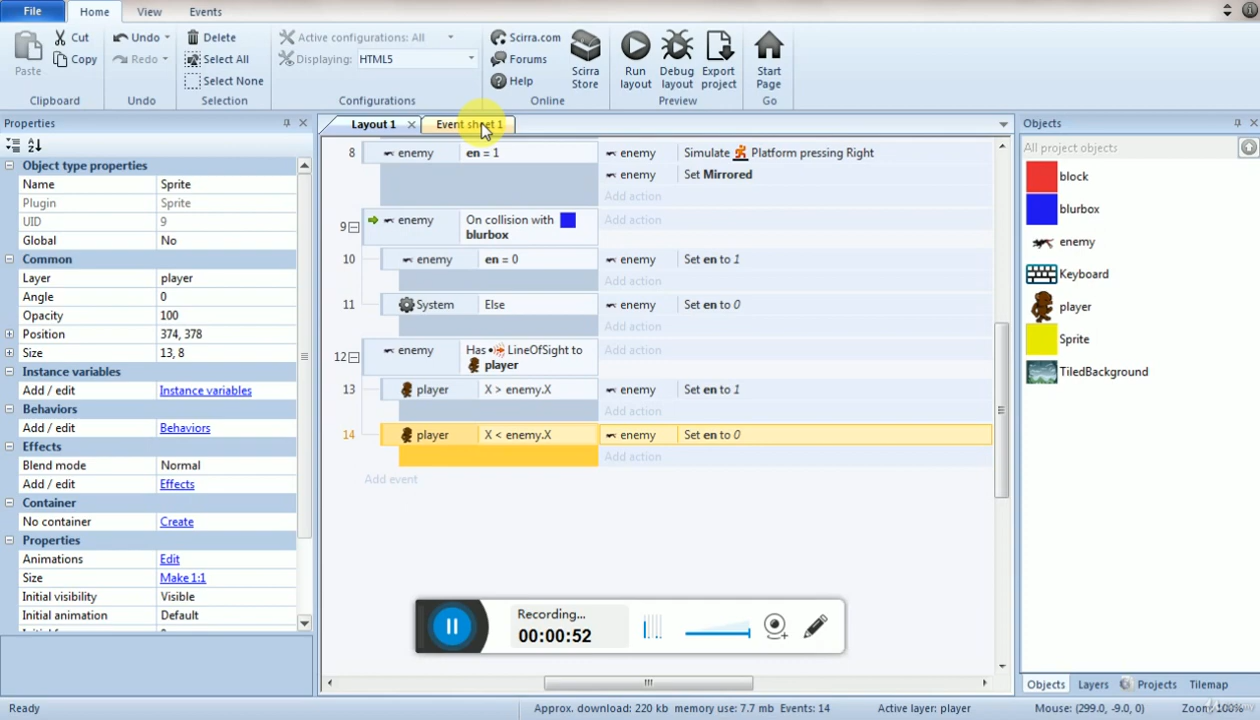 File Home View Events
Paste Cut Copy Clipboard
Undo Redo Undo
Delete Select All Select None Selection
Active configurations: All
Displaying: HTML5
Configurations
Scirra.com Forums Help Scirra Store Online
Run layout Debug layout Export project Preview
Start Page Go
Properties
Object type properties
Name Sprite
Plugin Sprite
UID 9
Global No
Common
Layer player
Angle 0
Opacity 100
Position 374, 378
Size 13, 8
Instance variables
Add / edit Instance variables
Behaviors
Add / edit Behaviors
Effects
Blend mode Normal
Add / edit Effects
Container
No container Create
Properties
Animations Edit
Size Make 1:1
Initial visibility Visible
Initial animation Default
Layout 1 Event sheet 1
8 enemy en = 1 enemy Simulate Platform pressing Right
enemy Set Mirrored
Add action
9 enemy On collision with blurbox Add action
10 enemy en = 0 enemy Set en to 1
Add action
11 System Else enemy Set en to 0
Add action
12 enemy Has LineOfSight to player Add action
13 player X > enemy.X enemy Set en to 1
Add action
14 player X < enemy.X enemy Set en to 0
Add action
Add event
Recording...
00:00:52
Objects
All project objects
block
blurbox
enemy
Keyboard
player
Sprite
TiledBackground
Objects Layers Projects Tilemap
Ready Approx. download: 220 kb memory use: 7.7 mb Events: 14 Active layer: player Mouse: (299.0, -9.0, 0) Zoom: 100%